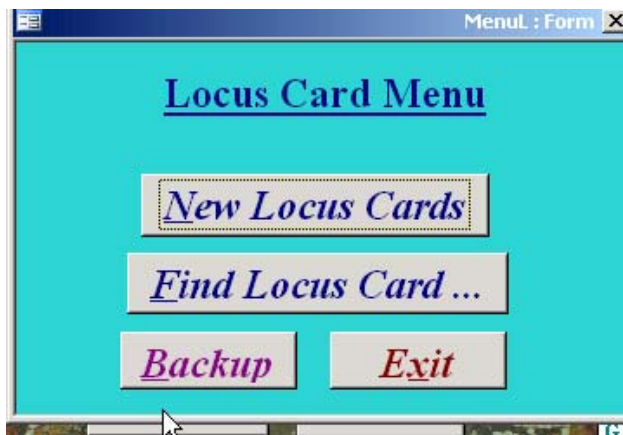 MenuL : Form
Locus Card Menu
New Locus Cards
Find Locus Card ...
Backup Exit
G